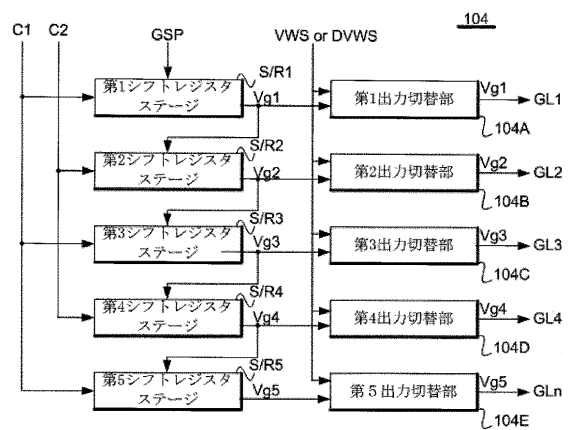 104
C1 C2 GSP VWS or DVWS
S/R1
第1シフトレジスタ
ステージ
Vg1
第1出力切替部
Vg1
GL1
104A
S/R2
第2シフトレジスタ
ステージ
Vg2
第2出力切替部
Vg2
GL2
104B
S/R3
第3シフトレジスタ
ステージ
Vg3
第3出力切替部
Vg3
GL3
104C
S/R4
第4シフトレジスタ
ステージ
Vg4
第4出力切替部
Vg4
GL4
104D
S/R5
第5シフトレジスタ
ステージ
Vg5
第5出力切替部
Vg5
GLn
104E